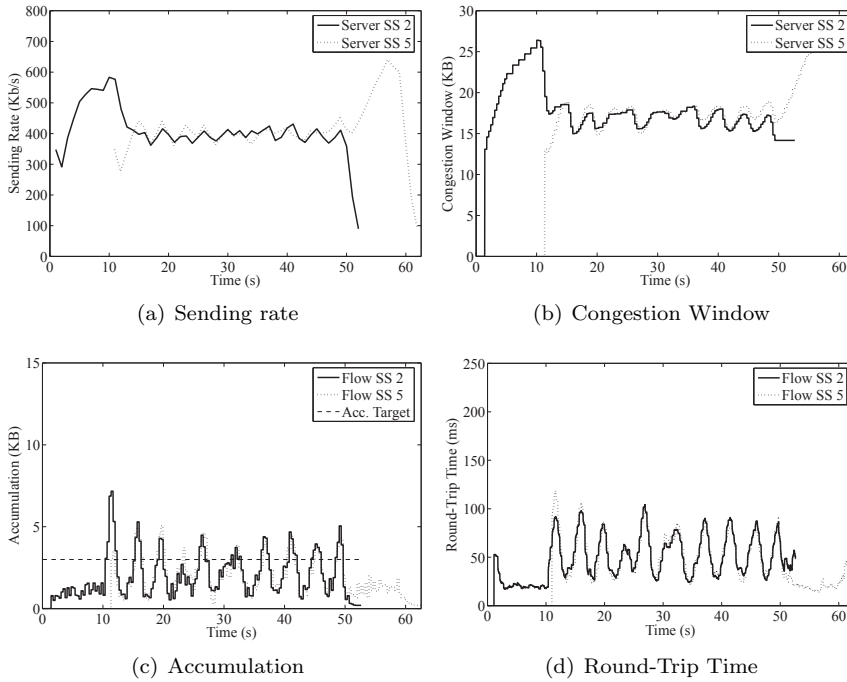 800
700
600
500
400
300
200
100
0
Sending Rate (Kb/s)
0 10 20 30 40 50 60
Time (s)
Server SS 2
Server SS 5
(a) Sending rate
30
25
20
15
10
5
0
Congestion Window (KB)
0 10 20 30 40 50 60
Time (s)
Server SS 2
Server SS 5
(b) Congestion Window
15
10
5
0
Accumulation (KB)
0 10 20 30 40 50 60
Time (s)
Flow SS 2
Flow SS 5
Acc. Target
(c) Accumulation
250
200
150
100
50
0
Round-Trip Time (ms)
0 10 20 30 40 50 60
Time (s)
Flow SS 2
Flow SS 5
(d) Round-Trip Time